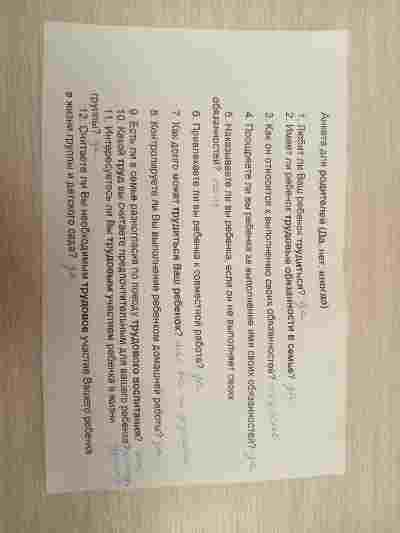 Анкета для родителей (Да, нет, иногда)
1. Любит ли Ваш ребенок трудиться? да
2. Имеет ли ребенок трудовые обязанности в семье? да
3. Как он относится к выполнению своих обязанностей?
4. Поощряете ли вы ребенка за выполнение ими своих обязанностей? да
5. Наказываете ли вы ребенка, если он не выполняет своих
обязанностей?
6. Привлекаете ли вы ребенка к совместной работе? да
7. Как долго может трудиться Ваш ребенок?
8. Контролируете ли Вы выполнение ребенком домашней работы? да
9. Есть ли в семье разногласия по поводу трудового воспитания?
10. Какой труд вы считаете предпочтительным для вашего ребенка?
11. Интересуетесь ли Вы трудовым участием ребенка в жизни
группы? да
12. Считаете ли Вы необходимым трудовое участие Вашего ребенка
в жизни группы и детского сада? да